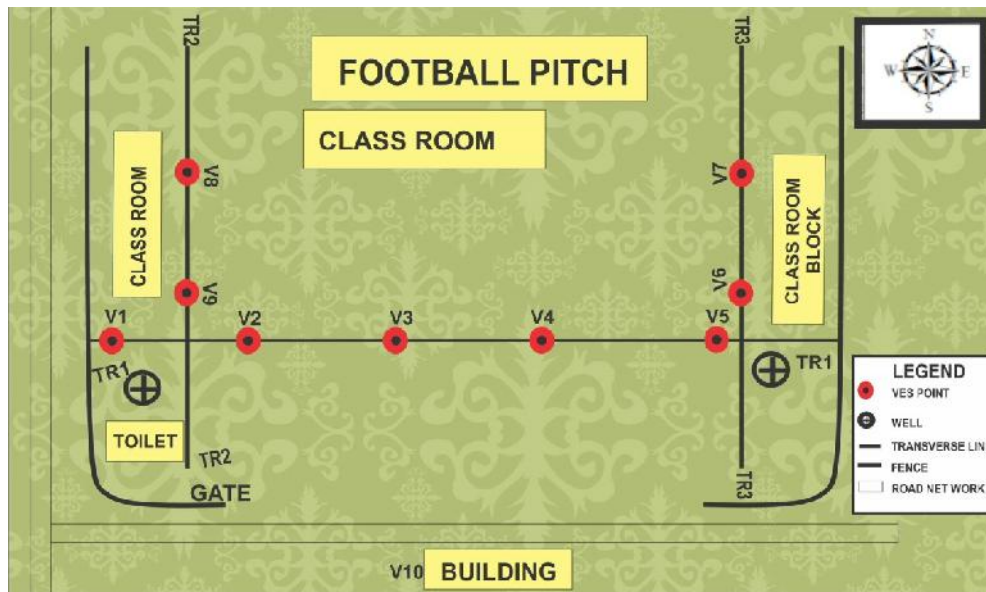 TR2
TR3
N
W
E
S
FOOTBALL PITCH
CLASS ROOM
CLASS ROOM
V8
V7
CLASS ROOM
BLOCK
V9
V6
V1
V2
V3
V4
V5
TR1
TR1
TOILET
TR2
TR3
GATE
LEGEND
VES POINT
WELL
TRANSVERSE LIN
FENCE
ROAD NET WORK
V10
BUILDING